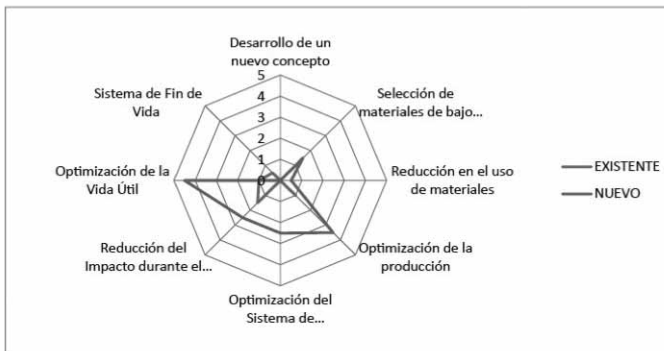 Desarrollo de un
nuevo concepto
5
4
3
2
1
0
Selección de
materiales de bajo...
Reducción en el uso
de materiales
Optimización de la
producción
Optimización del
Sistema de...
Reducción del
Impacto durante el...
Optimización de la
Vida Útil
Sistema de Fin de
Vida
EXISTENTE
NUEVO